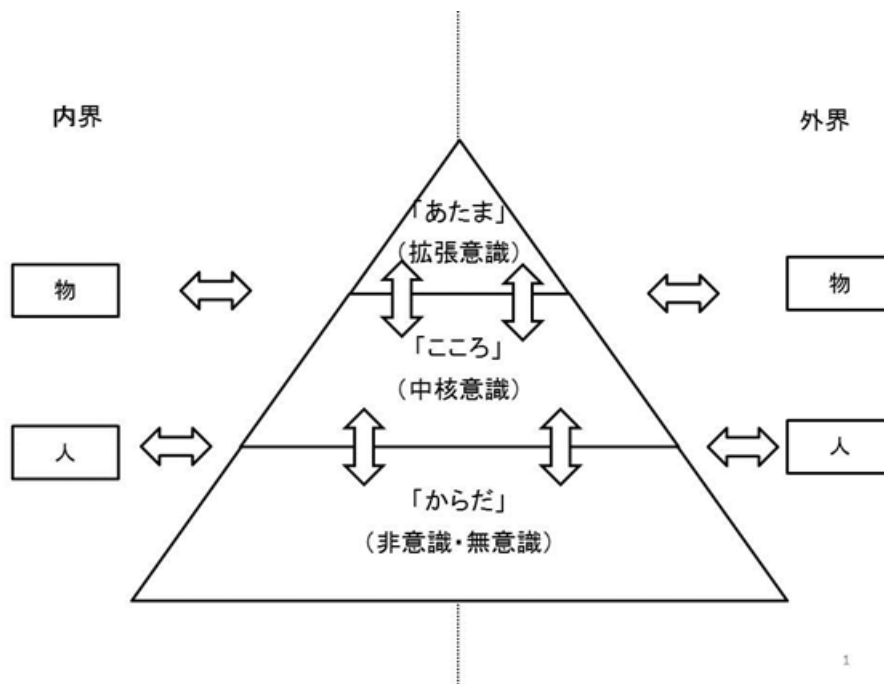 内界
外界
「あたま」
（拡張意識）
物
物
「こころ」
（中核意識）
人
人
「からだ」
（非意識・無意識）
1